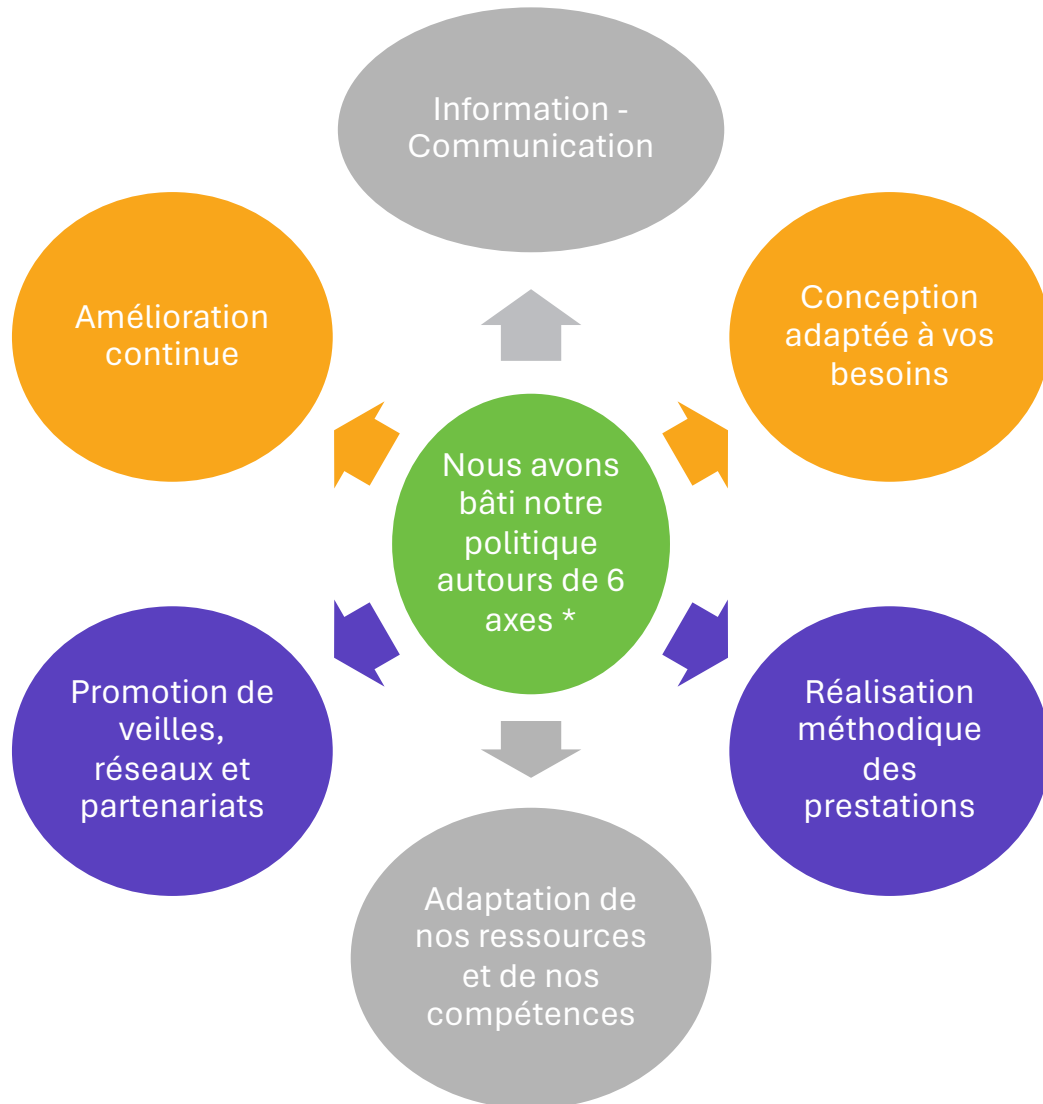 Information -
Communication
Conception
adaptée à vos
besoins
Réalisation
méthodique
des
prestations
Adaptation de
nos ressources
et de nos
compétences
Promotion de
veilles,
réseaux et
partenariats
Amélioration
continue
Nous avons
bâti notre
politique
autours de 6
axes *